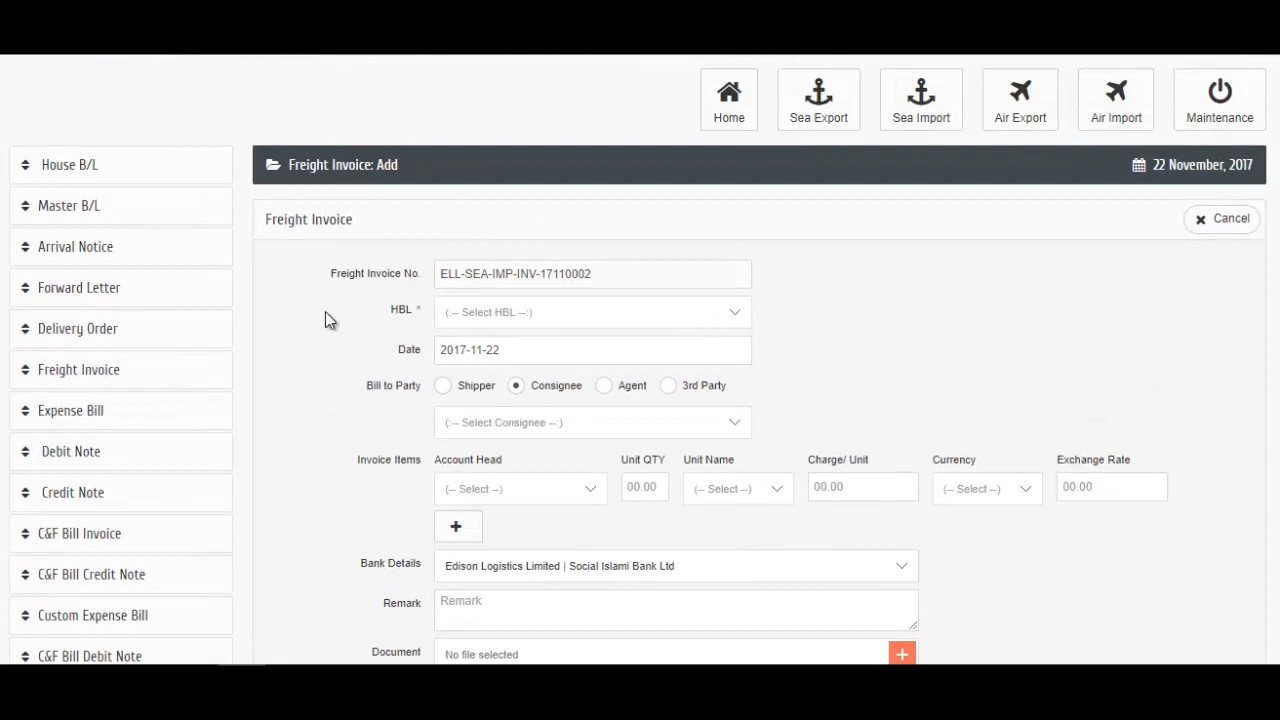 Home
Sea Export
Sea Import
Air Export
Air Import
Maintenance
House B/L
Master B/L
Arrival Notice
Forward Letter
Delivery Order
Freight Invoice
Expense Bill
Debit Note
Credit Note
C&F Bill Invoice
C&F Bill Credit Note
Custom Expense Bill
C&F Bill Debit Note
Freight Invoice: Add
22 November, 2017
Freight Invoice
Cancel
Freight Invoice No.
ELL-SEA-IMP-INV-17110002
HBL *
(:-- Select HBL --:)
Date
2017-11-22
Bill to Party
Shipper
Consignee
Agent
3rd Party
(:-- Select Consignee --:)
Invoice Items
Account Head
Unit QTY
Unit Name
Charge/ Unit
Currency
Exchange Rate
(-- Select --)
00.00
(-- Select --)
00.00
(-- Select --)
00.00
+
Bank Details
Edison Logistics Limited | Social Islami Bank Ltd
Remark
Remark
Document
No file selected
+